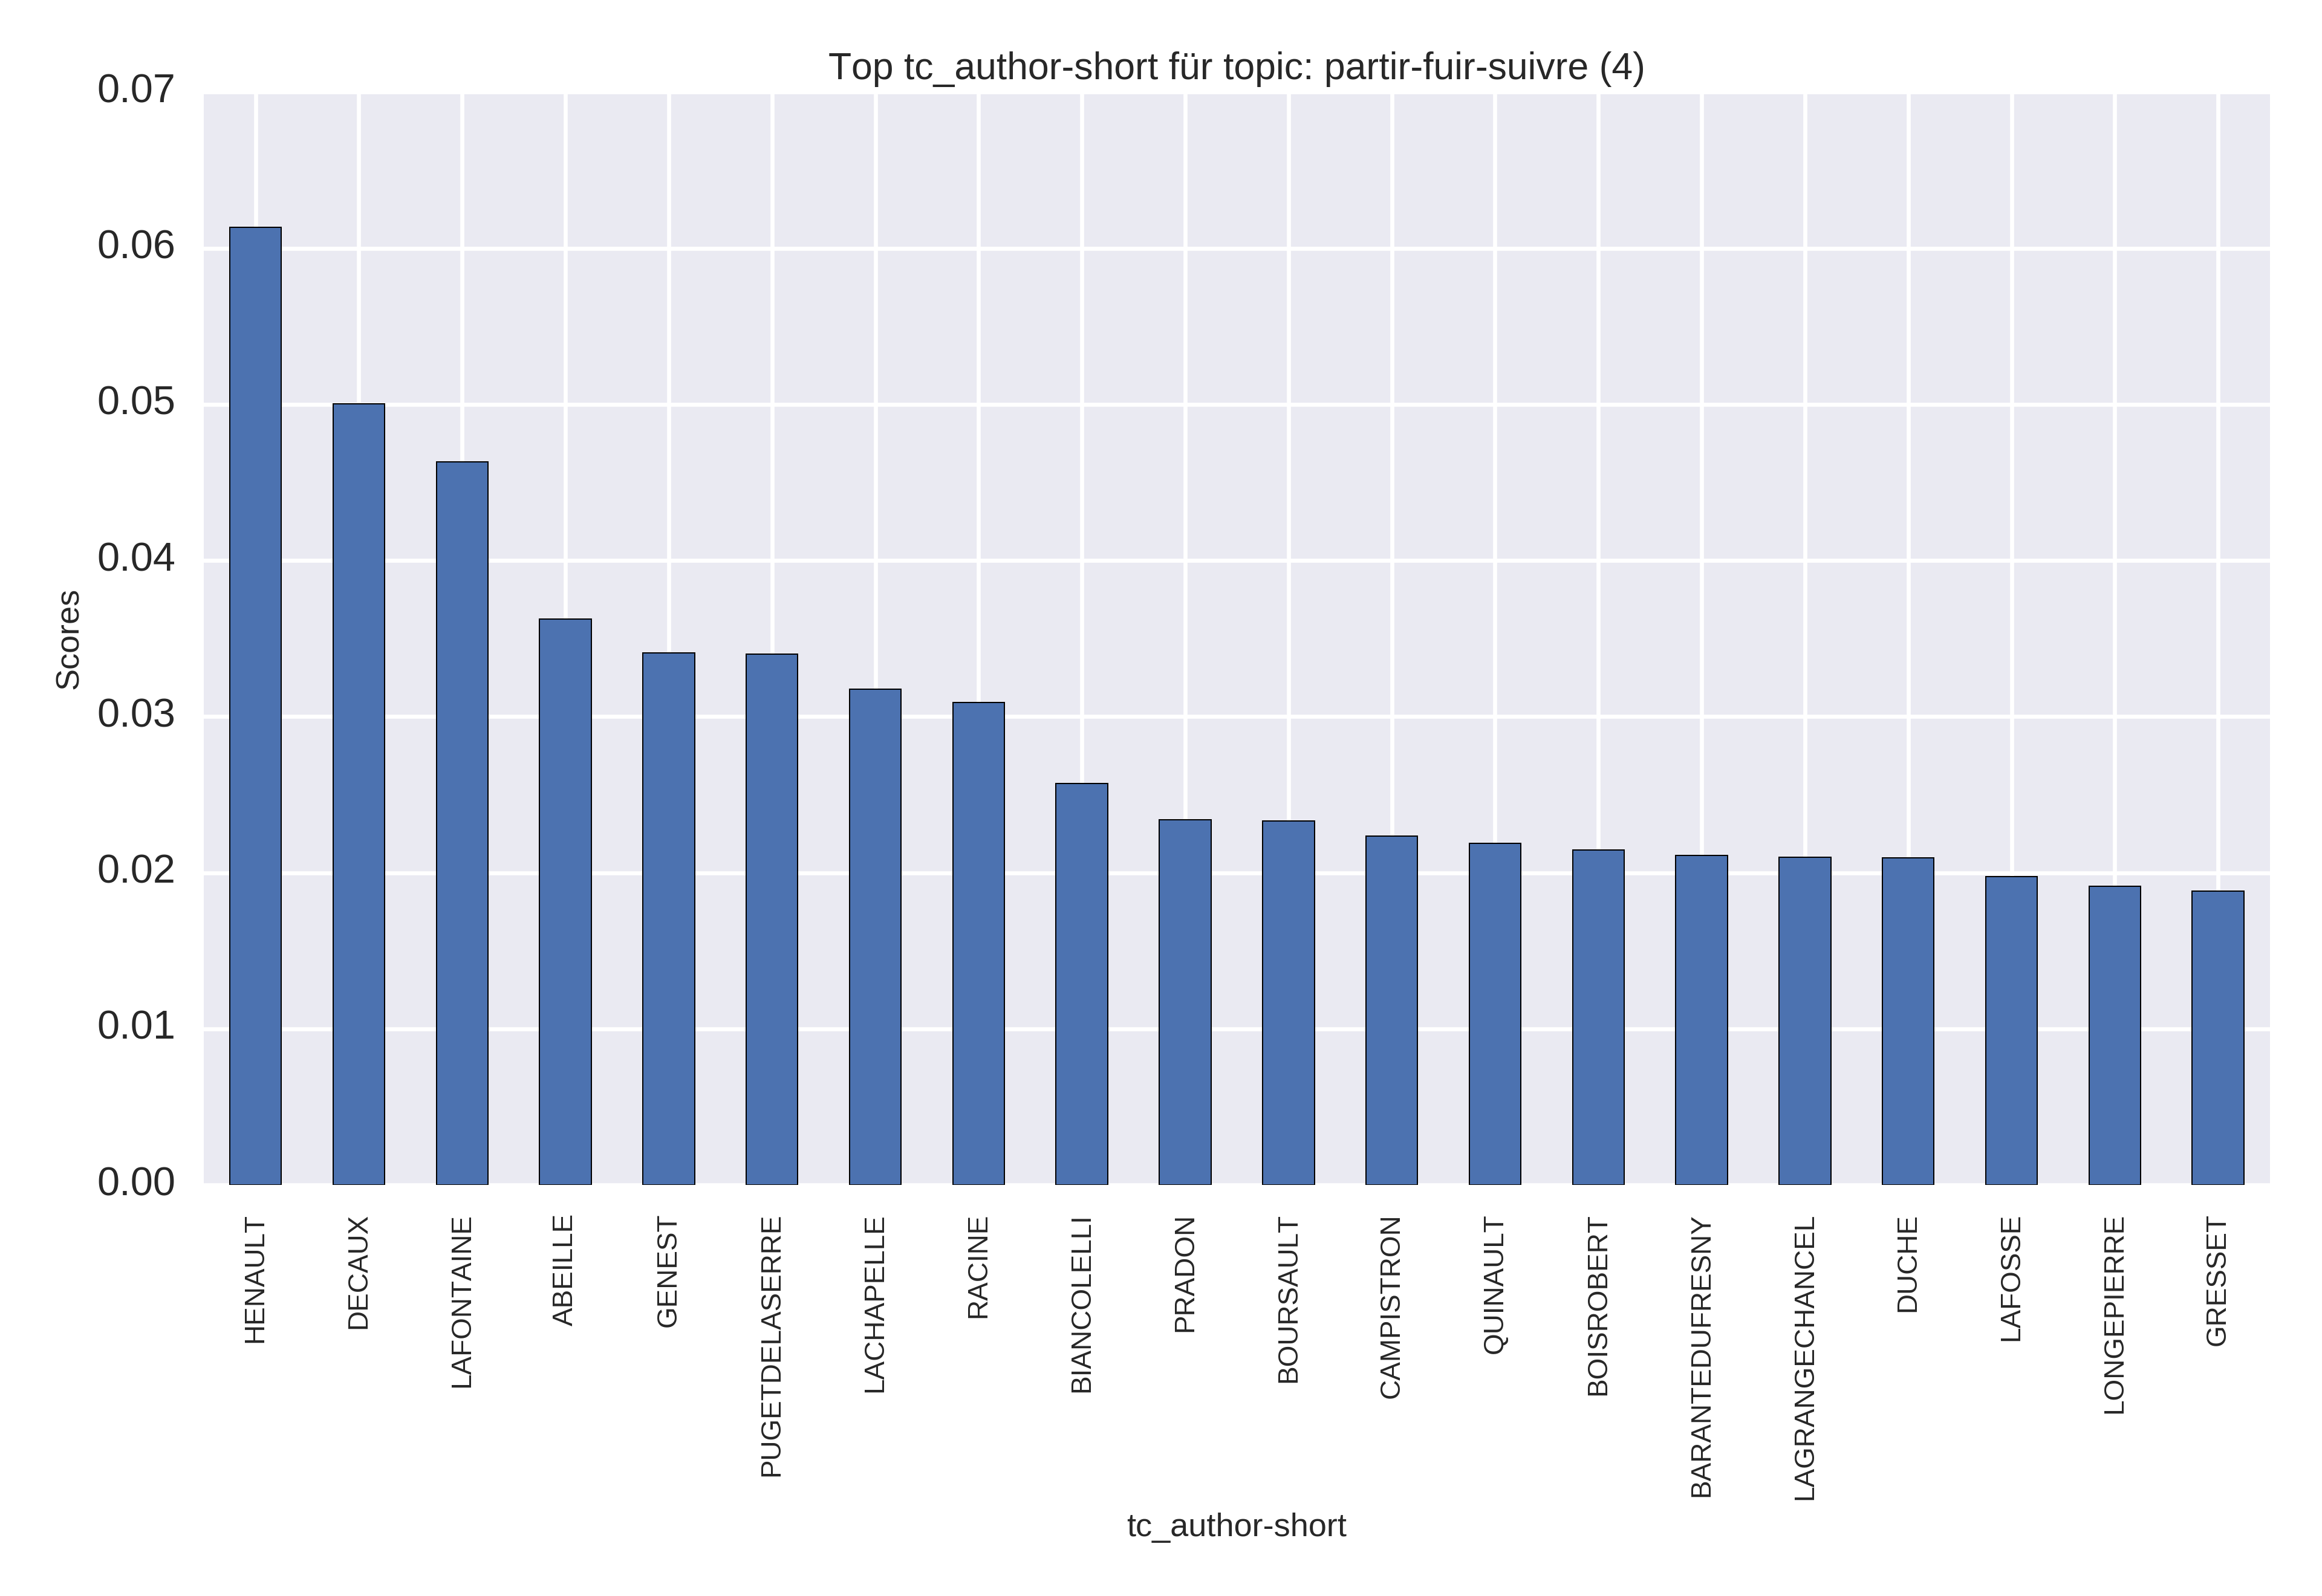 Top tc_author-short für topic: partir-fuir-suivre (4)
0.07
0.06
0.05
0.04
0.03
0.02
0.01
0.00
Scores
HENAULT
DECAUX
LAFONTAINE
ABEILLE
GENEST
PUGETDELASERRE
LACHAPELLE
RACINE
BIANCOLELLI
PRADON
BOURSAULT
CAMPISTRON
QUINAULT
BOISROBERT
BARANTEDUFRESNY
LAGRANGECHANCEL
DUCHE
LAFOSSE
LONGEPIERRE
GRESSET
tc_author-short